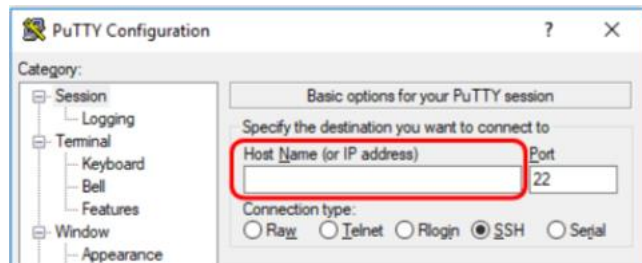 PuTTY Configuration ? ×
Category:
Session
Logging
Terminal
Keyboard
Bell
Features
Window
Appearance
Basic options for your PuTTY session
Specify the destination you want to connect to
Host Name (or IP address) Port
22
Connection type:
Raw Telnet Rlogin SSH Serial